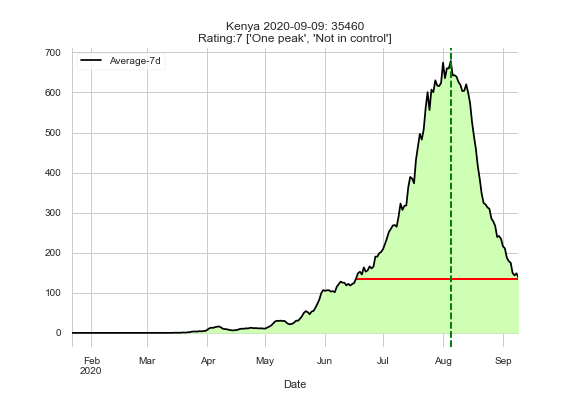 Kenya 2020-09-09: 35460
Rating:7 ['One peak', 'Not in control']
700
Average-7d
600
500
400
300
200
100
0
Feb Mar Apr May Jun Jul Aug Sep
2020
Date